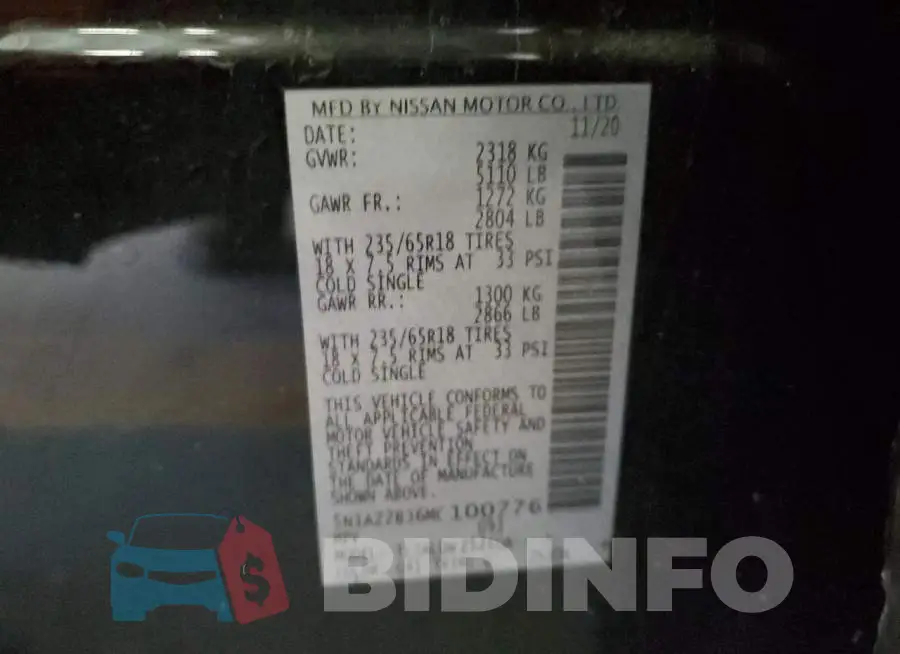 MFD BY NISSAN MOTOR CO., LTD.
DATE: 11/20
GVWR: 2318 KG
5110 LB
GAWR FR.: 1272 KG
2804 LB
WITH 235/65R18 TIRES
18 X 7.5 RIMS AT 33 PSI
COLD SINGLE
GAWR RR.: 1300 KG
2866 LB
WITH 235/65R18 TIRES
18 X 7.5 RIMS AT 33 PSI
COLD SINGLE
THIS VEHICLE CONFORMS TO
ALL APPLICABLE FEDERAL
MOTOR VEHICLE SAFETY AND
THEFT PREVENTION
STANDARDS IN EFFECT ON
THE DATE OF MANUFACTURE
SHOWN ABOVE.
100776
$ BIDINFO